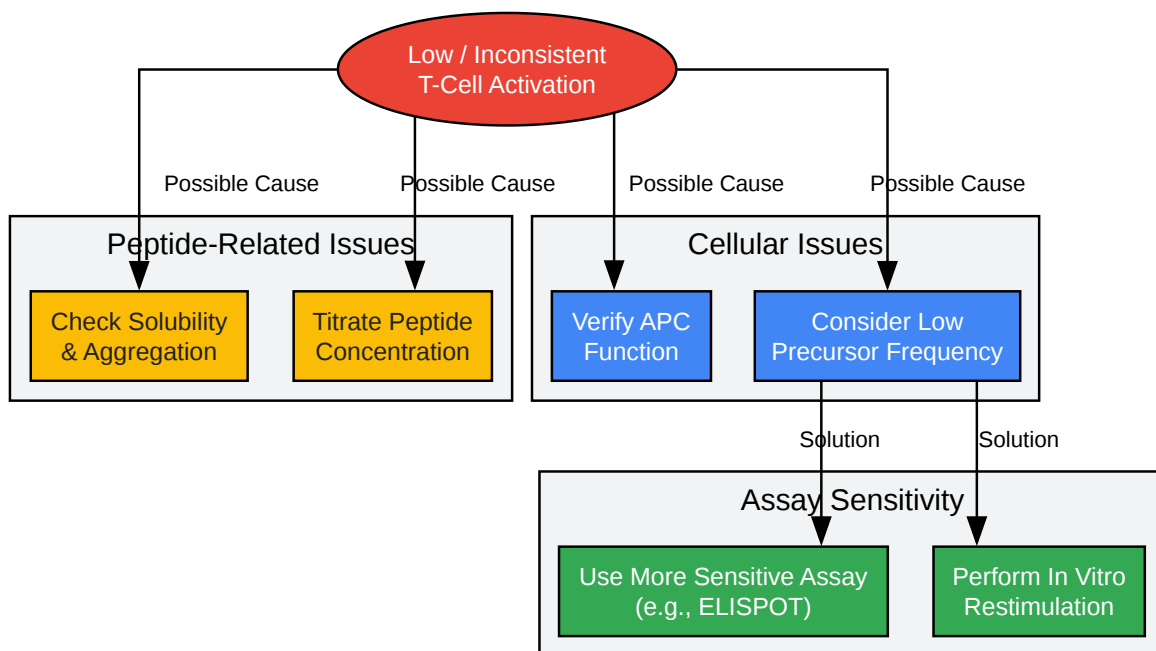 Low / Inconsistent
T-Cell Activation
Possible Cause
Possible Cause
Possible Cause
Possible Cause
Peptide-Related Issues
Cellular Issues
Check Solubility
& Aggregation
Titrate Peptide
Concentration
Verify APC
Function
Consider Low
Precursor Frequency
Solution
Solution
Assay Sensitivity
Use More Sensitive Assay
(e.g., ELISPOT)
Perform In Vitro
Restimulation